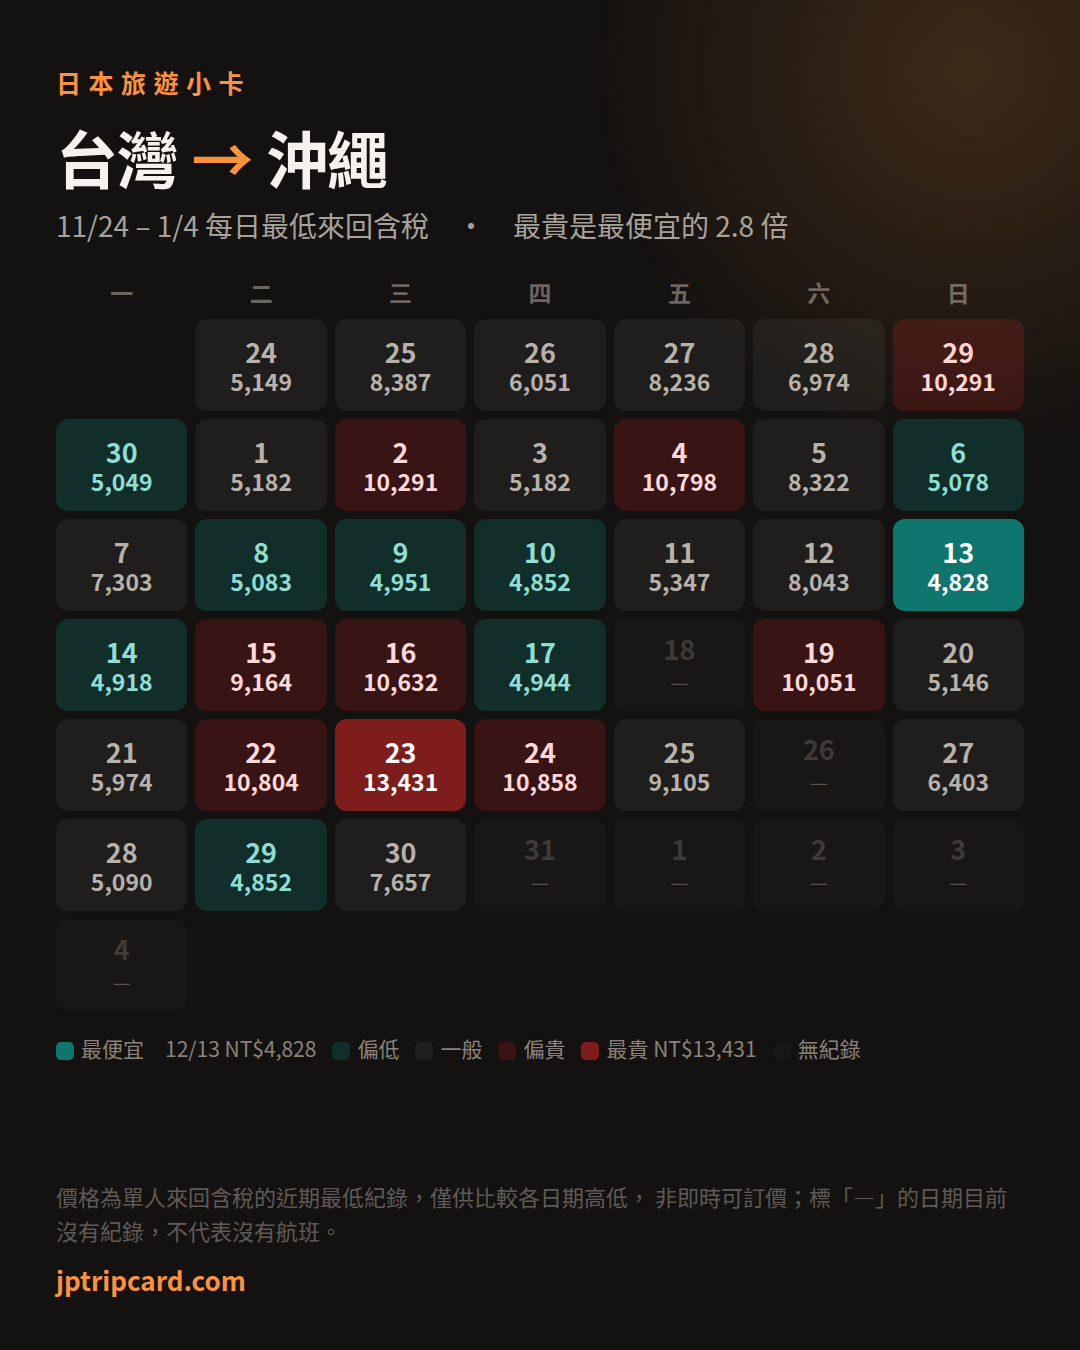 日本旅遊小卡
台灣 → 沖繩
11/24 – 1/4 每日最低來回含稅 ・ 最貴是最便宜的 2.8 倍
一 二 三 四 五 六 日
24 25 26 27 28 29
5,149 8,387 6,051 8,236 6,974 10,291
30 1 2 3 4 5 6
5,049 5,182 10,291 5,182 10,798 8,322 5,078
7 8 9 10 11 12 13
7,303 5,083 4,951 4,852 5,347 8,043 4,828
14 15 16 17 18 19 20
4,918 9,164 10,632 4,944 — 10,051 5,146
21 22 23 24 25 26 27
5,974 10,804 13,431 10,858 9,105 — 6,403
28 29 30 31 1 2 3
5,090 4,852 7,657 — — — —
4
—
最便宜 12/13 NT$4,828 偏低 一般 偏貴 最貴 NT$13,431 無紀錄
價格為單人來回含稅的近期最低紀錄，僅供比較各日期高低， 非即時可訂價；標「—」的日期目前
沒有紀錄，不代表沒有航班。
jptripcard.com